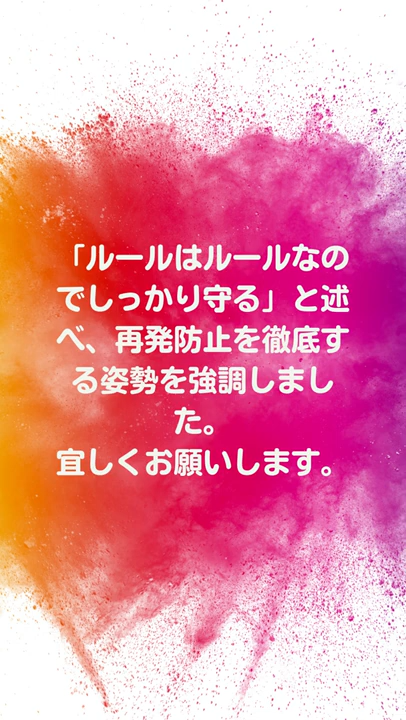 「ルールはルールなの
でしっかり守る」と述
べ、再発防止を徹底す
る姿勢を強調しまし
た。
宜しくお願いします。